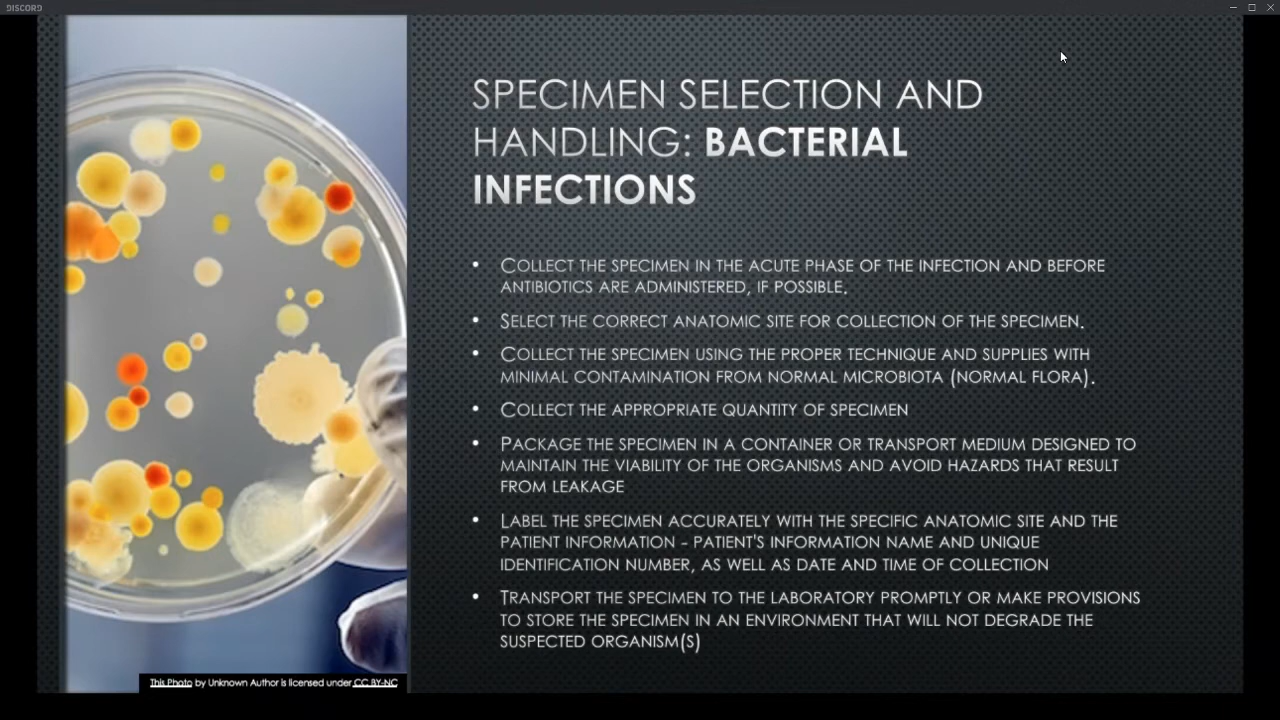 DISCORD
SPECIMEN SELECTION AND
HANDLING: BACTERIAL
INFECTIONS
• COLLECT THE SPECIMEN IN THE ACUTE PHASE OF THE INFECTION AND BEFORE
ANTIBIOTICS ARE ADMINISTERED, IF POSSIBLE.
• SELECT THE CORRECT ANATOMIC SITE FOR COLLECTION OF THE SPECIMEN.
• COLLECT THE SPECIMEN USING THE PROPER TECHNIQUE AND SUPPLIES WITH
MINIMAL CONTAMINATION FROM NORMAL MICROBIOTA (NORMAL FLORA).
• COLLECT THE APPROPRIATE QUANTITY OF SPECIMEN
• PACKAGE THE SPECIMEN IN A CONTAINER OR TRANSPORT MEDIUM DESIGNED TO
MAINTAIN THE VIABILITY OF THE ORGANISMS AND AVOID HAZARDS THAT RESULT
FROM LEAKAGE
• LABEL THE SPECIMEN ACCURATELY WITH THE SPECIFIC ANATOMIC SITE AND THE
PATIENT INFORMATION - PATIENT'S INFORMATION NAME AND UNIQUE
IDENTIFICATION NUMBER, AS WELL AS DATE AND TIME OF COLLECTION
• TRANSPORT THE SPECIMEN TO THE LABORATORY PROMPTLY OR MAKE PROVISIONS
TO STORE THE SPECIMEN IN AN ENVIRONMENT THAT WILL NOT DEGRADE THE
SUSPECTED ORGANISM(S)
This Photo by Unknown Author is licensed under CC BY-NC